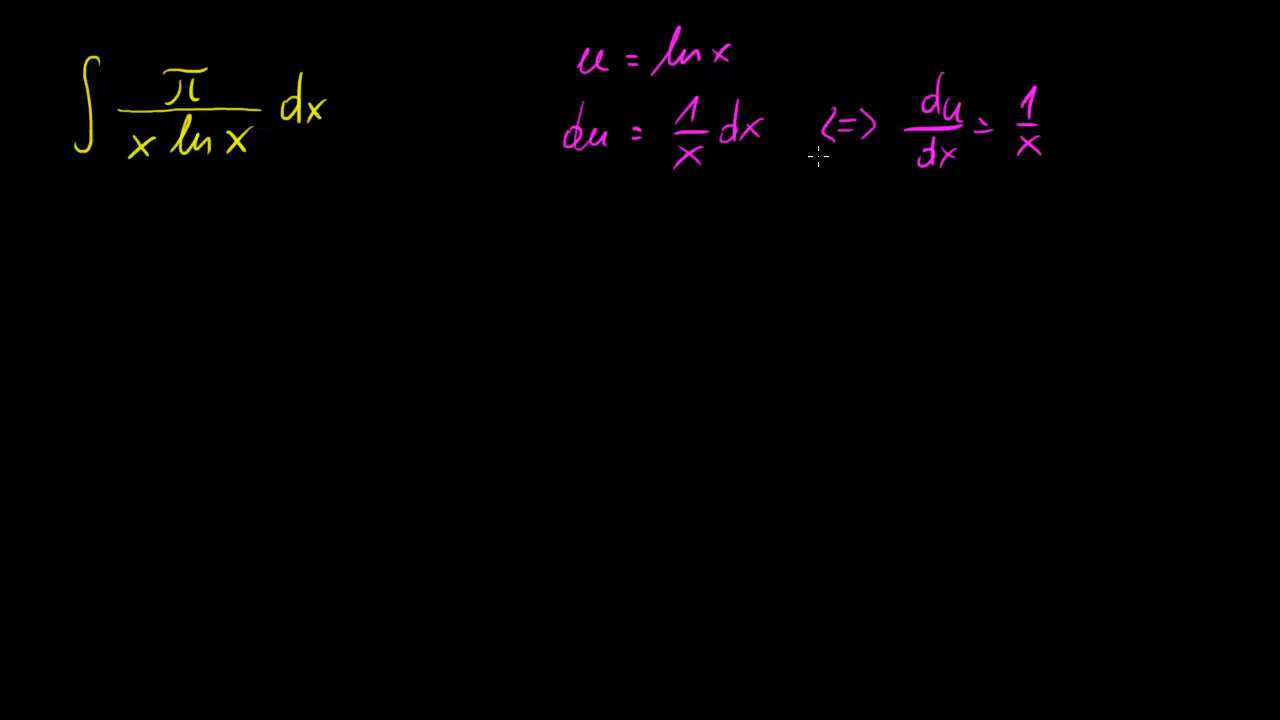 ∫ π / (x ln x) dx
u = ln x
du = 1/x dx <=> du/dx = 1/x